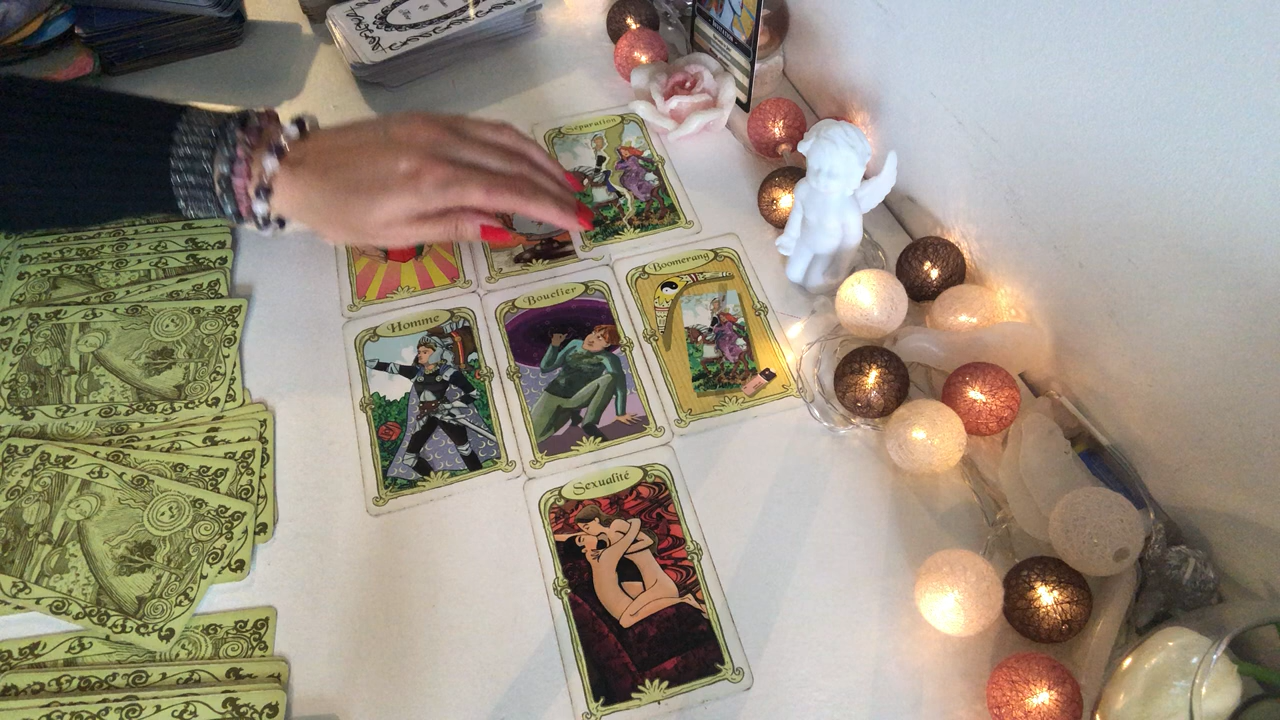 Séparation
Boomerang
Bouclier
Homme
Sexualité